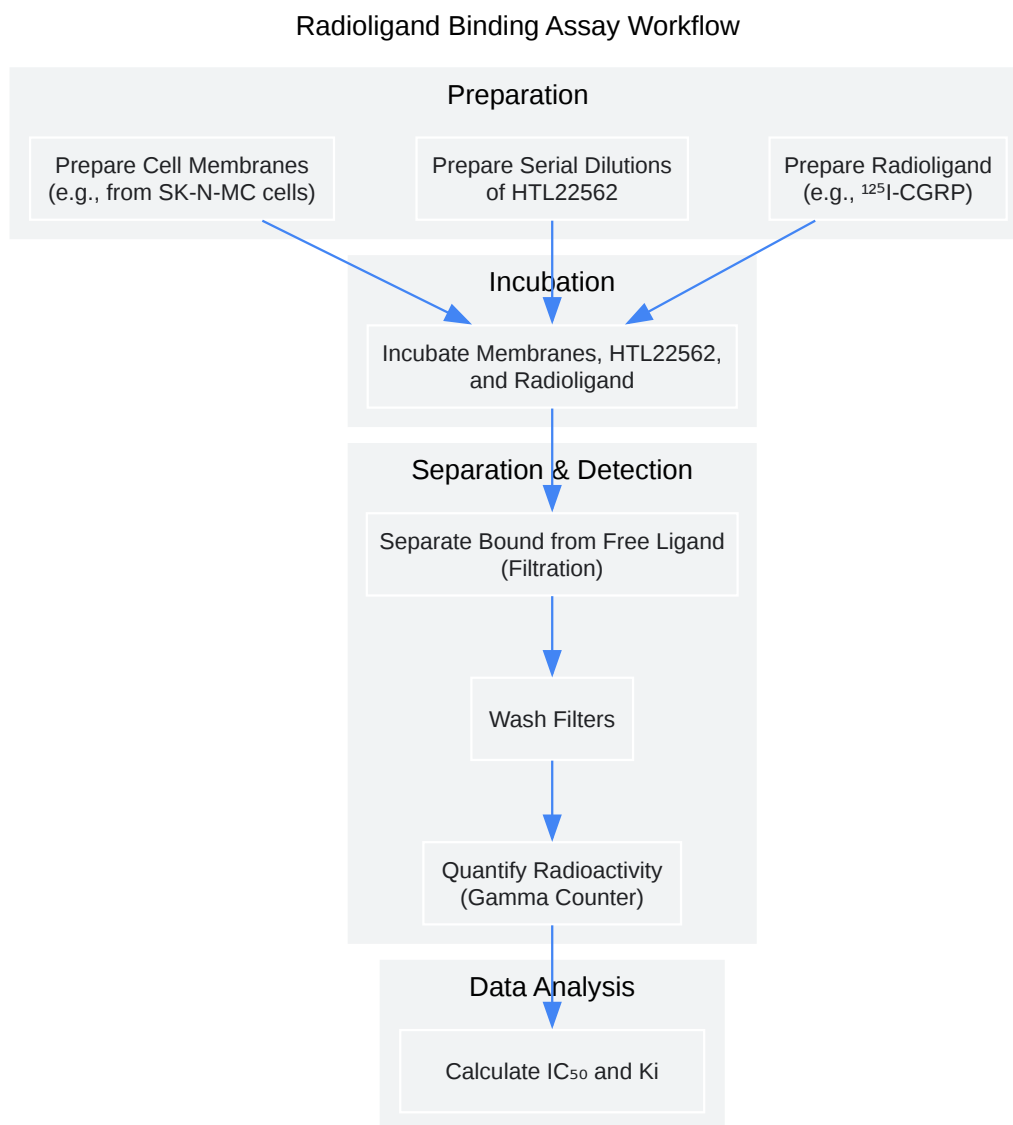 Radioligand Binding Assay Workflow
Preparation
Prepare Cell Membranes
(e.g., from SK-N-MC cells)
Prepare Serial Dilutions
of HTL22562
Prepare Radioligand
(e.g., ¹²⁵I-CGRP)
Incubation
Incubate Membranes, HTL22562,
and Radioligand
Separation & Detection
Separate Bound from Free Ligand
(Filtration)
Wash Filters
Quantify Radioactivity
(Gamma Counter)
Data Analysis
Calculate IC₅₀ and Ki